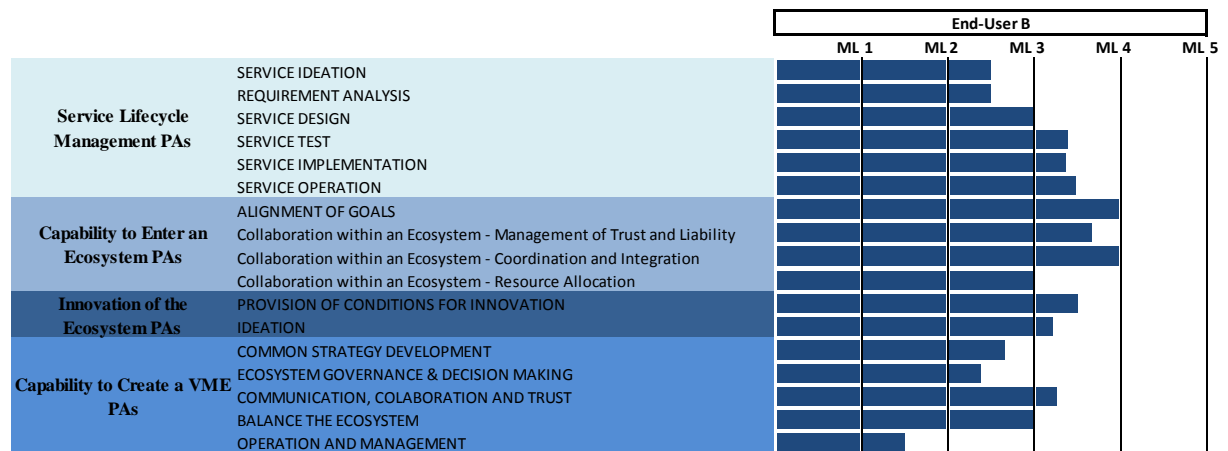 End-User B
ML 1 ML 2 ML 3 ML 4 ML 5
Service Lifecycle
Management PAs
SERVICE IDEATION
REQUIREMENT ANALYSIS
SERVICE DESIGN
SERVICE TEST
SERVICE IMPLEMENTATION
SERVICE OPERATION
Capability to Enter an
Ecosystem PAs
ALIGNMENT OF GOALS
Collaboration within an Ecosystem - Management of Trust and Liability
Collaboration within an Ecosystem - Coordination and Integration
Collaboration within an Ecosystem - Resource Allocation
Innovation of the
Ecosystem PAs
PROVISION OF CONDITIONS FOR INNOVATION
IDEATION
Capability to Create a VME
PAs
COMMON STRATEGY DEVELOPMENT
ECOSYSTEM GOVERNANCE & DECISION MAKING
COMMUNICATION, COLABORATION AND TRUST
BALANCE THE ECOSYSTEM
OPERATION AND MANAGEMENT